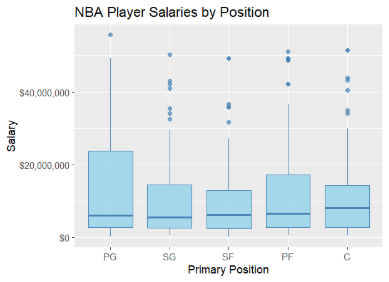 NBA Player Salaries by Position
$40,000,000
$20,000,000
$0
Salary
PG SG SF PF C
Primary Position